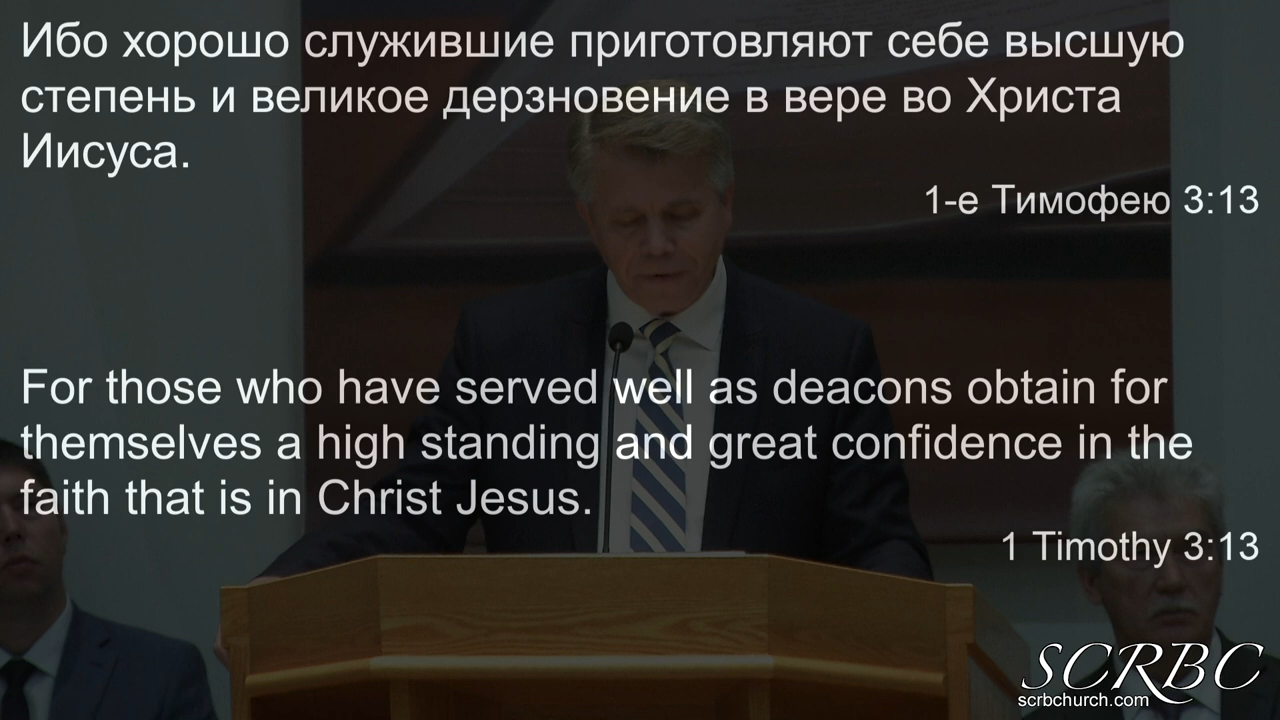 Ибо хорошо служившие приготовляют себе высшую
степень и великое дерзновение в вере во Христа
Иисуса.
1-е Тимофею 3:13
For those who have served well as deacons obtain for
themselves a high standing and great confidence in the
faith that is in Christ Jesus.
1 Timothy 3:13
SCRBC
scrbchurch.com